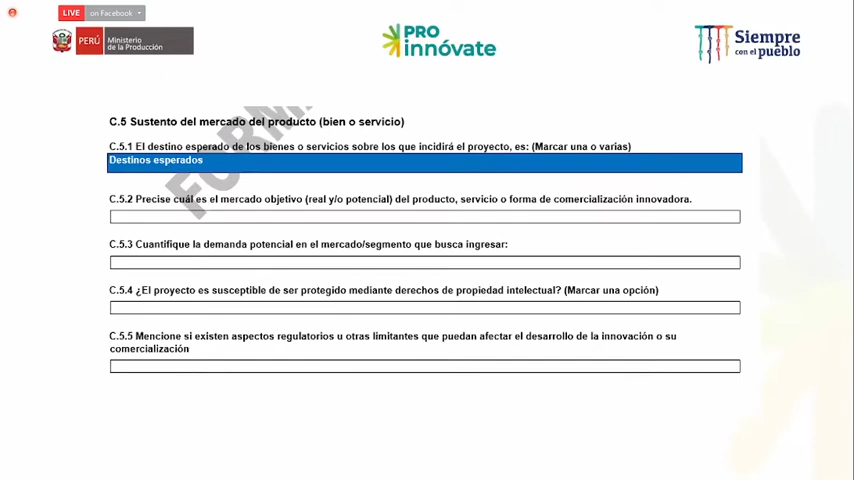 LIVE on Facebook
PERÚ Ministerio de la Producción
PRO innóvate
Siempre con el pueblo
C.5 Sustento del mercado del producto (bien o servicio)
C.5.1 El destino esperado de los bienes o servicios sobre los que incidirá el proyecto, es: (Marcar una o varias)
Destinos esperados
C.5.2 Precise cuál es el mercado objetivo (real y/o potencial) del producto, servicio o forma de comercialización innovadora.
C.5.3 Cuantifique la demanda potencial en el mercado/segmento que busca ingresar:
C.5.4 ¿El proyecto es susceptible de ser protegido mediante derechos de propiedad intelectual? (Marcar una opción)
C.5.5 Mencione si existen aspectos regulatorios u otras limitantes que puedan afectar el desarrollo de la innovación o su
comercialización